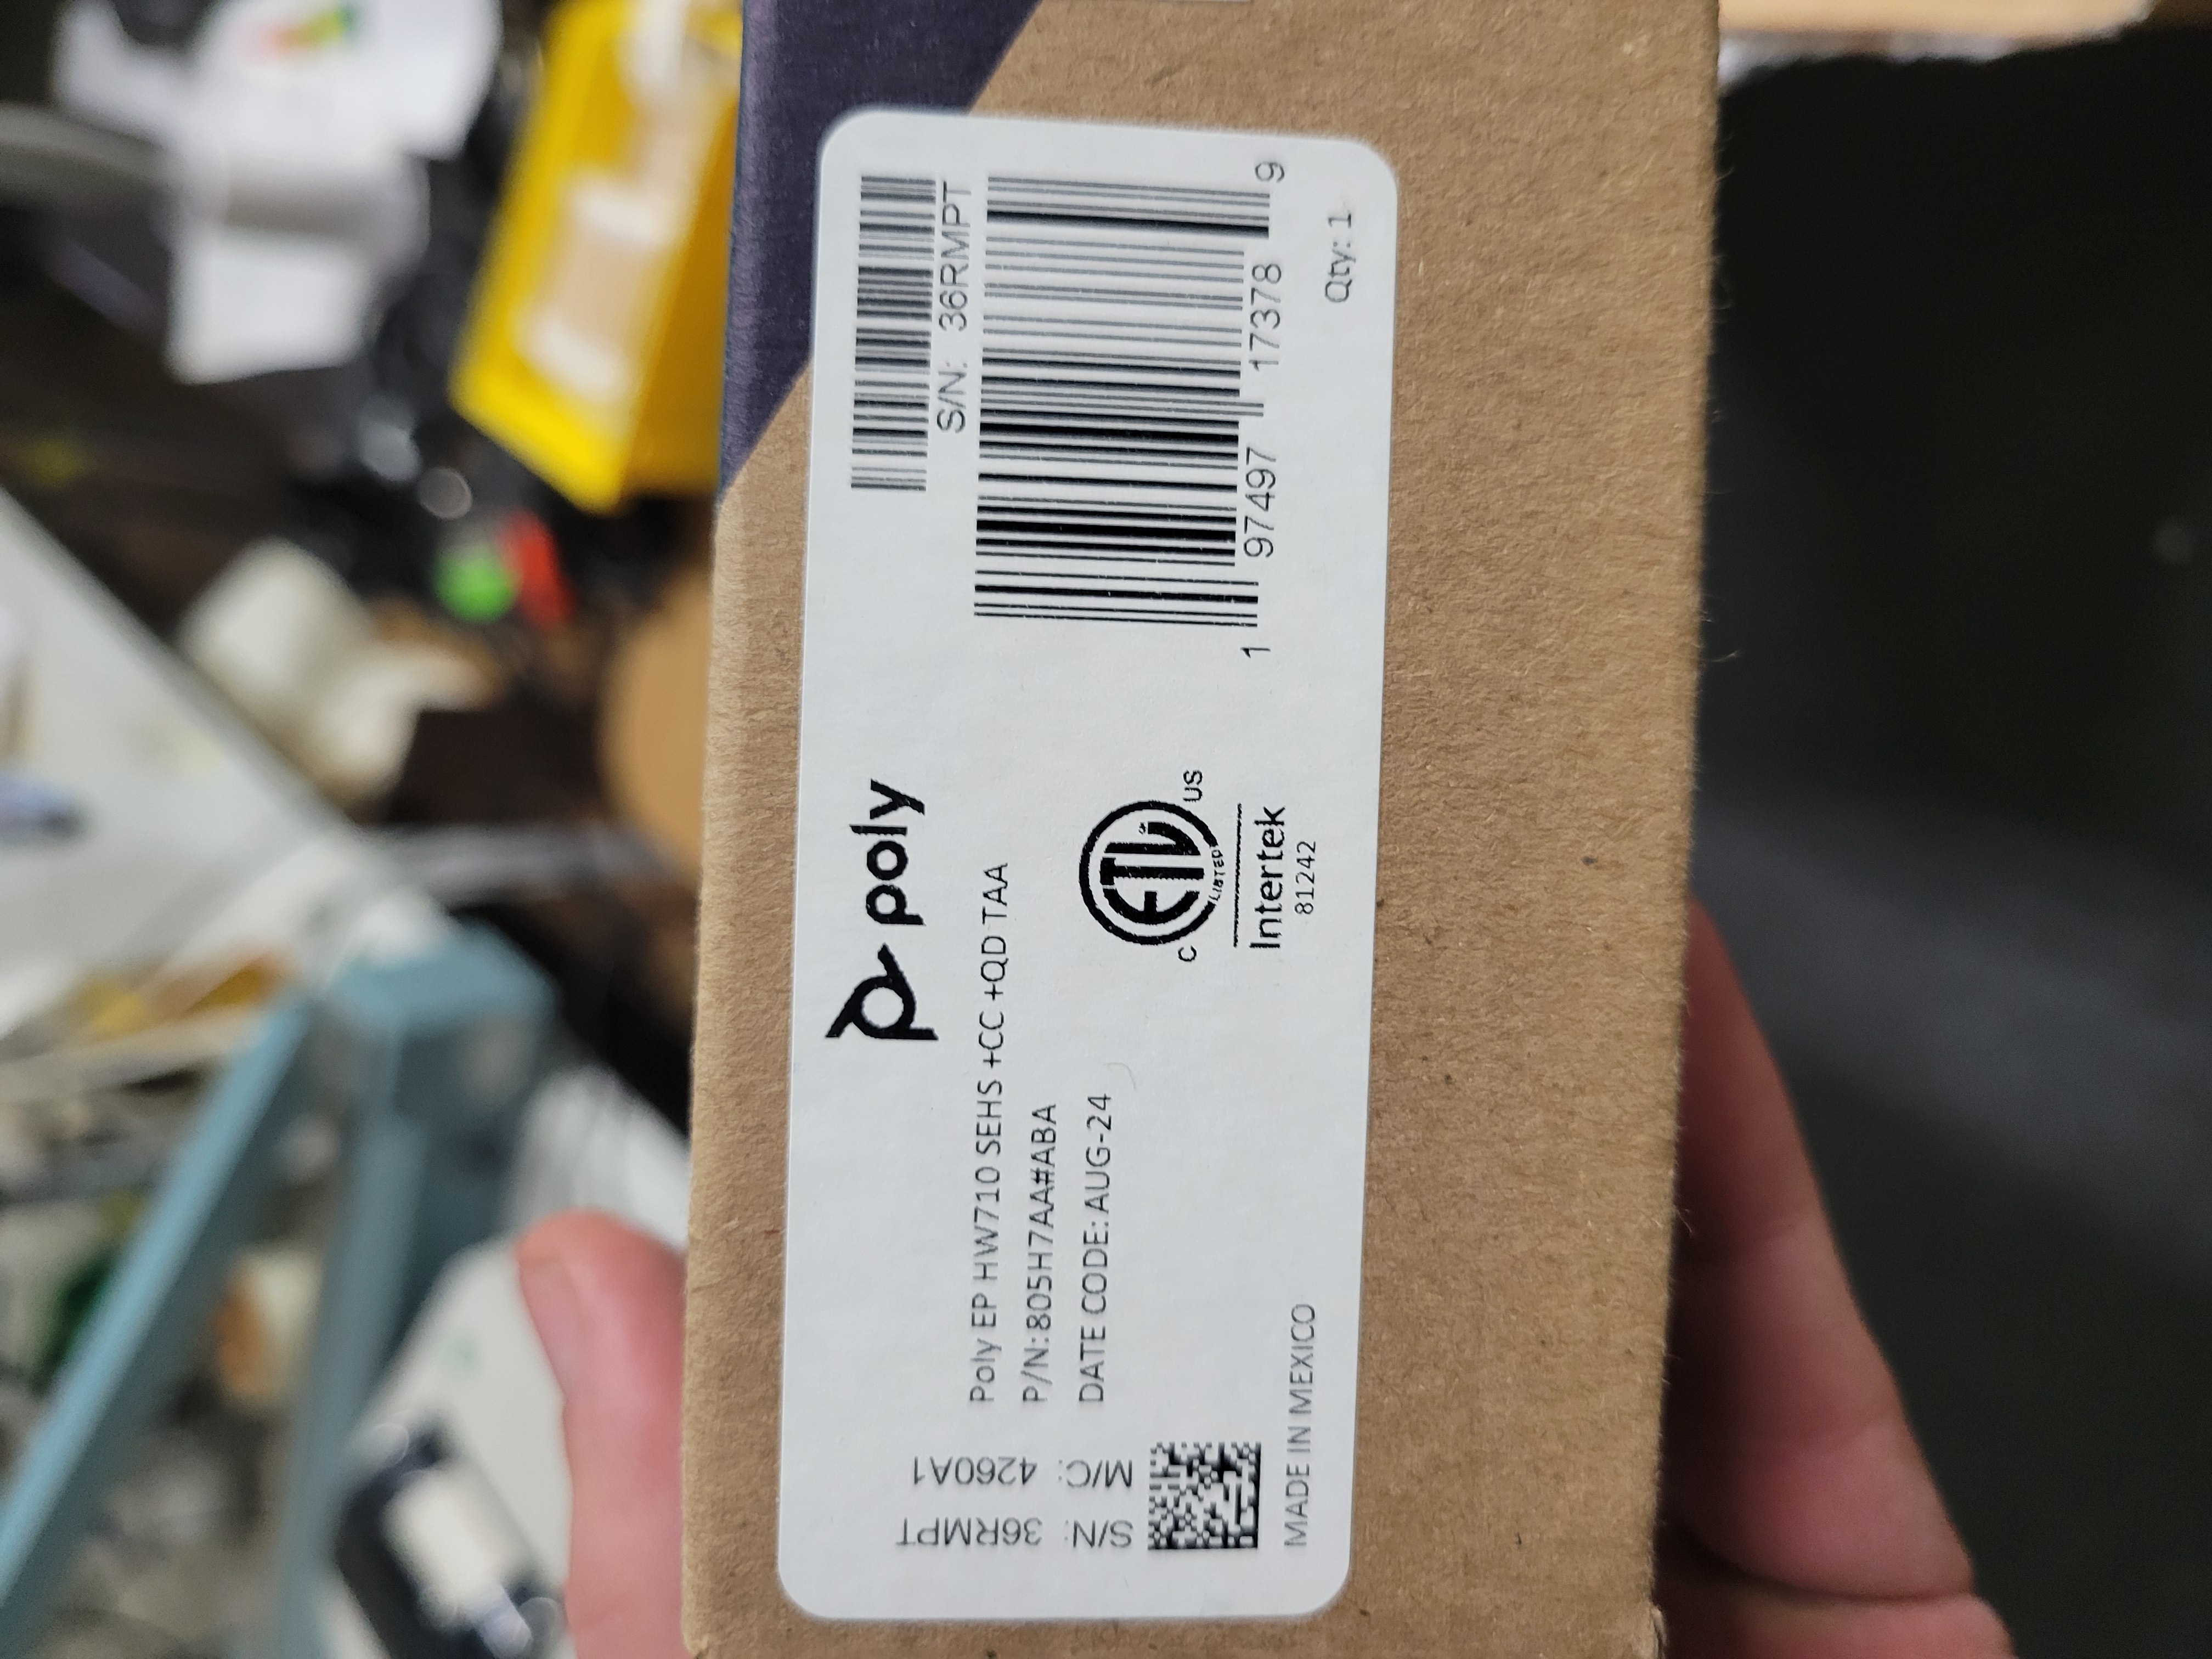 poly
Poly EP HW710 SEHS +CC +QD TAA
P/N:805H7AA#ABA
DATE CODE:AUG-24
S/N: 36RMPT
M/C: 4260A1
MADE IN MEXICO
C ETL US
LISTED
Intertek
81242
S/N: 36RMPT
1 97497 17378 9
Qty: 1